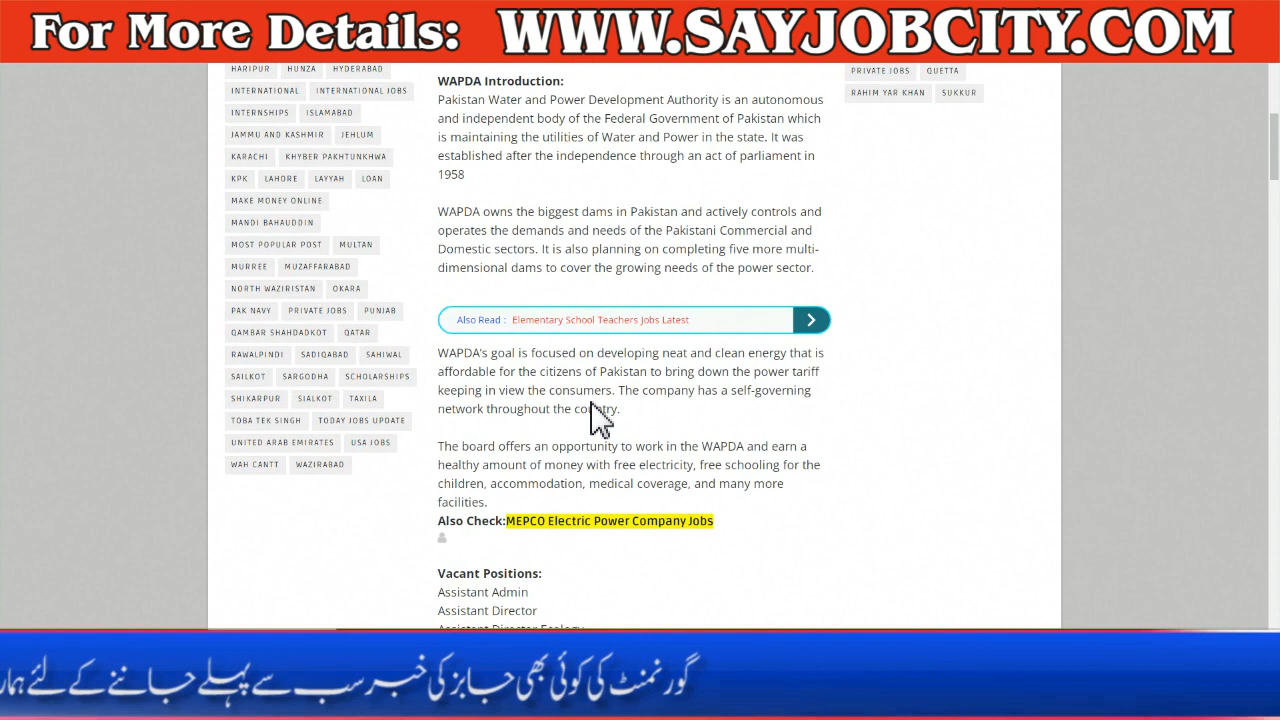 For More Details: WWW.SAYJOBCITY.COM
HARIPUR HUNZA HYDERABAD
INTERNATIONAL INTERNATIONAL JOBS
INTERNSHIPS ISLAMABAD
JAMMU AND KASHMIR JEHLUM
KARACHI KHYBER PAKHTUNKHWA
KPK LAHORE LAYYAH LOAN
MAKE MONEY ONLINE
MANDI BAHAUDDIN
MOST POPULAR POST MULTAN
MURREE MUZAFFARABAD
NORTH WAZIRISTAN OKARA
PAK NAVY PRIVATE JOBS PUNJAB
QAMBAR SHAHDADKOT QATAR
RAWALPINDI SADIQABAD SAHIWAL
SAILKOT SARGODHA SCHOLARSHIPS
SHIKARPUR SIALKOT TAXILA
TOBA TEK SINGH TODAY JOBS UPDATE
UNITED ARAB EMIRATES USA JOBS
WAH CANTT WAZIRABAD
WAPDA Introduction:
Pakistan Water and Power Development Authority is an autonomous
and independent body of the Federal Government of Pakistan which
is maintaining the utilities of Water and Power in the state. It was
established after the independence through an act of parliament in
1958
WAPDA owns the biggest dams in Pakistan and actively controls and
operates the demands and needs of the Pakistani Commercial and
Domestic sectors. It is also planning on completing five more multi-
dimensional dams to cover the growing needs of the power sector.
Also Read : Elementary School Teachers Jobs Latest
WAPDA's goal is focused on developing neat and clean energy that is
affordable for the citizens of Pakistan to bring down the power tariff
keeping in view the consumers. The company has a self-governing
network throughout the country.
The board offers an opportunity to work in the WAPDA and earn a
healthy amount of money with free electricity, free schooling for the
children, accommodation, medical coverage, and many more
facilities.
Also Check:MEPCO Electric Power Company Jobs
Vacant Positions:
Assistant Admin
Assistant Director
Assistant Director Ecology
PRIVATE JOBS QUETTA
RAHIM YAR KHAN SUKKUR
گورنمنٹ کی کوئی بھی جابز کی خبر سب سے پہلے جاننے کے لئے ہمار